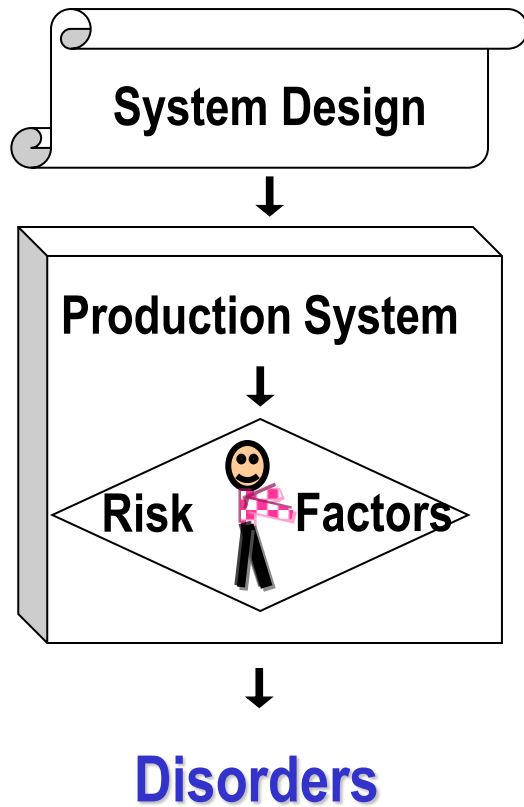 System Design
Production System
Risk Factors
Disorders